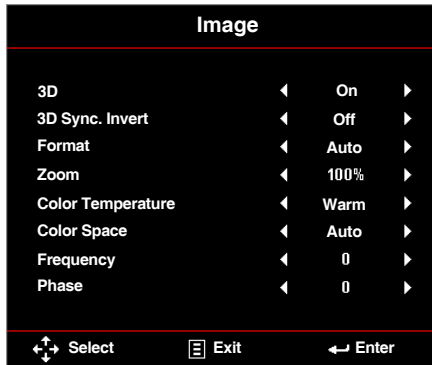 Image
3D On
3D Sync. Invert Off
Format Auto
Zoom 100%
Color Temperature Warm
Color Space Auto
Frequency 0
Phase 0
Select Exit Enter